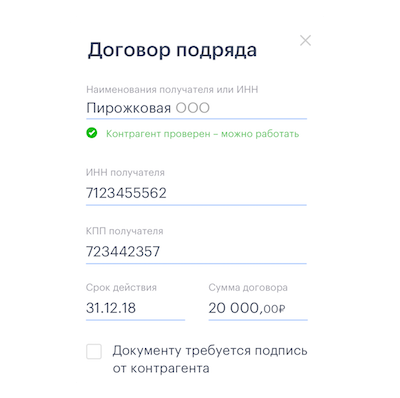 Договор подряда
Наименования получателя или ИНН
Пирожковая ООО
Контрагент проверен – можно работать
ИНН получателя
7123455562
КПП получателя
723442357
Срок действия Сумма договора
31.12.18 20 000,00₽
Документу требуется подпись
от контрагента